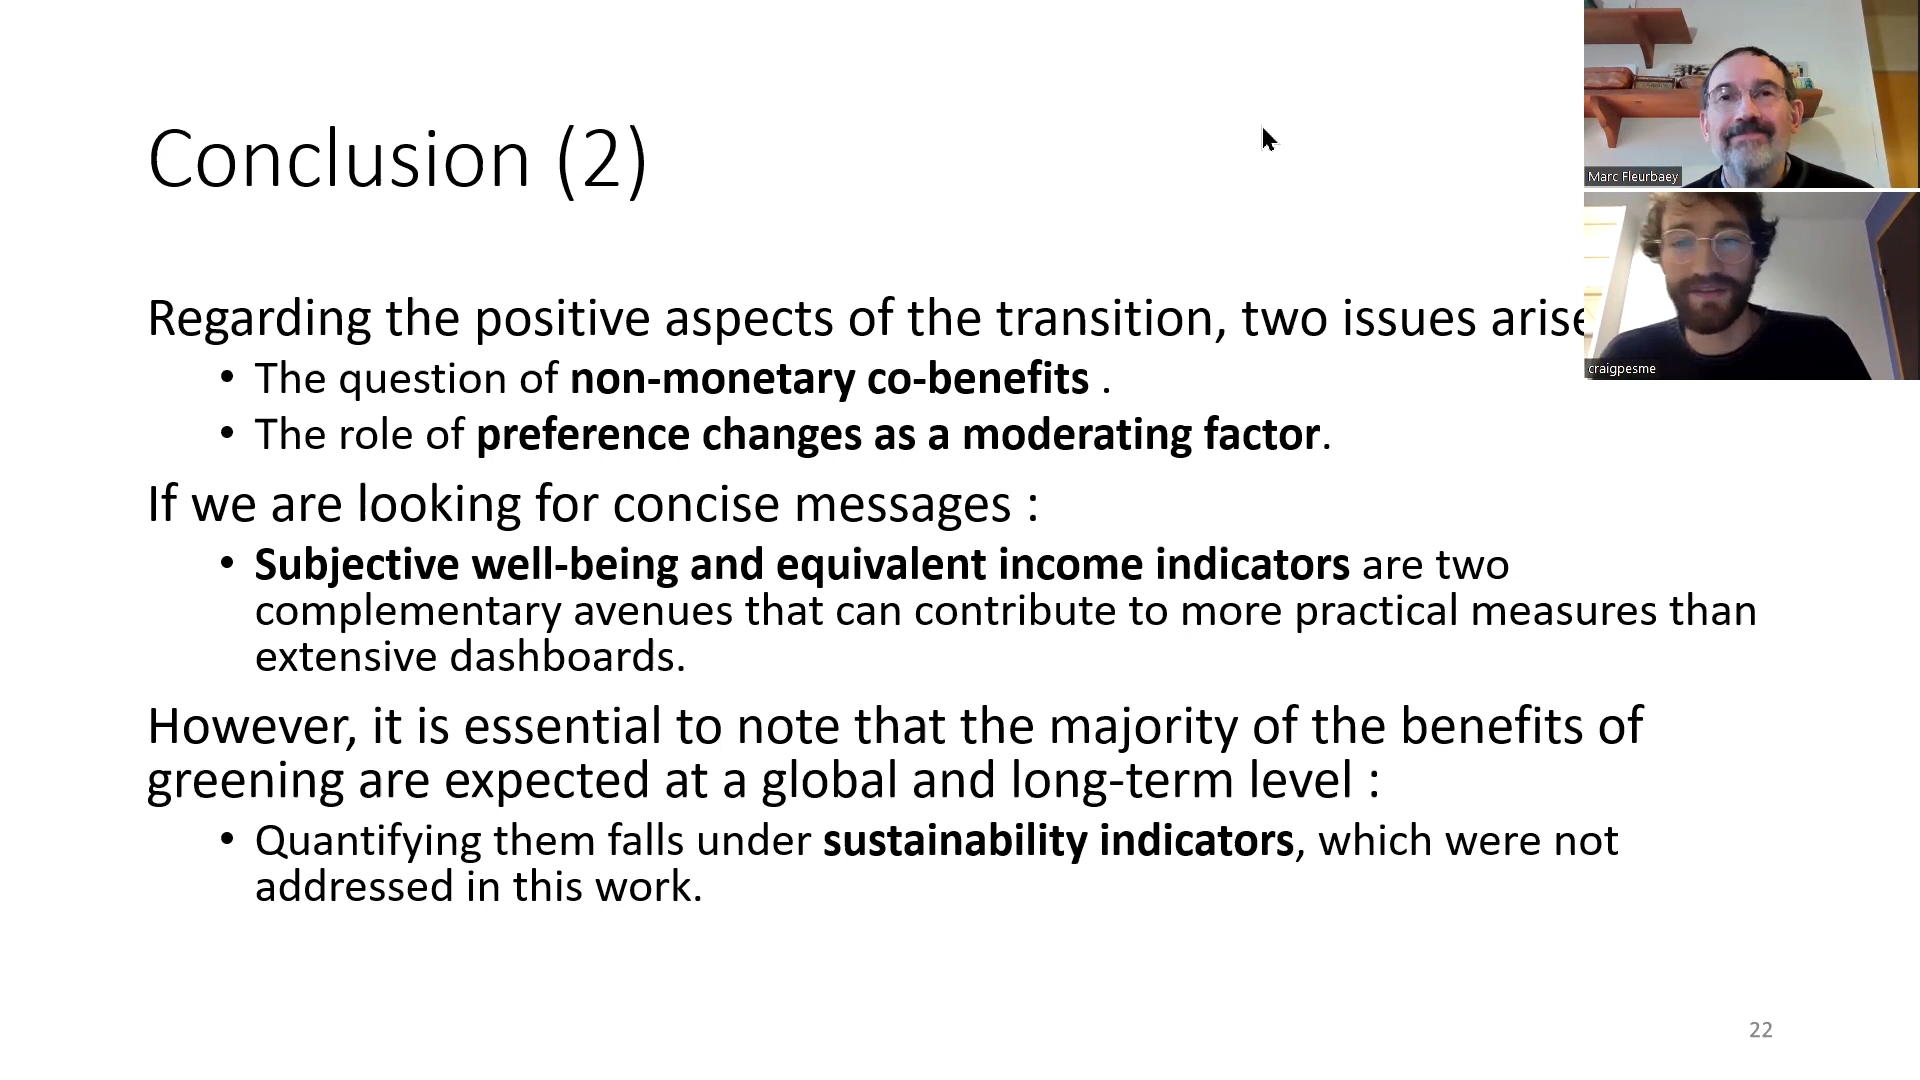 Conclusion (2)
Marc Fleurbaey
craigpesme
Regarding the positive aspects of the transition, two issues arise
• The question of non-monetary co-benefits .
• The role of preference changes as a moderating factor.
If we are looking for concise messages :
• Subjective well-being and equivalent income indicators are two
complementary avenues that can contribute to more practical measures than
extensive dashboards.
However, it is essential to note that the majority of the benefits of
greening are expected at a global and long-term level :
• Quantifying them falls under sustainability indicators, which were not
addressed in this work.
22